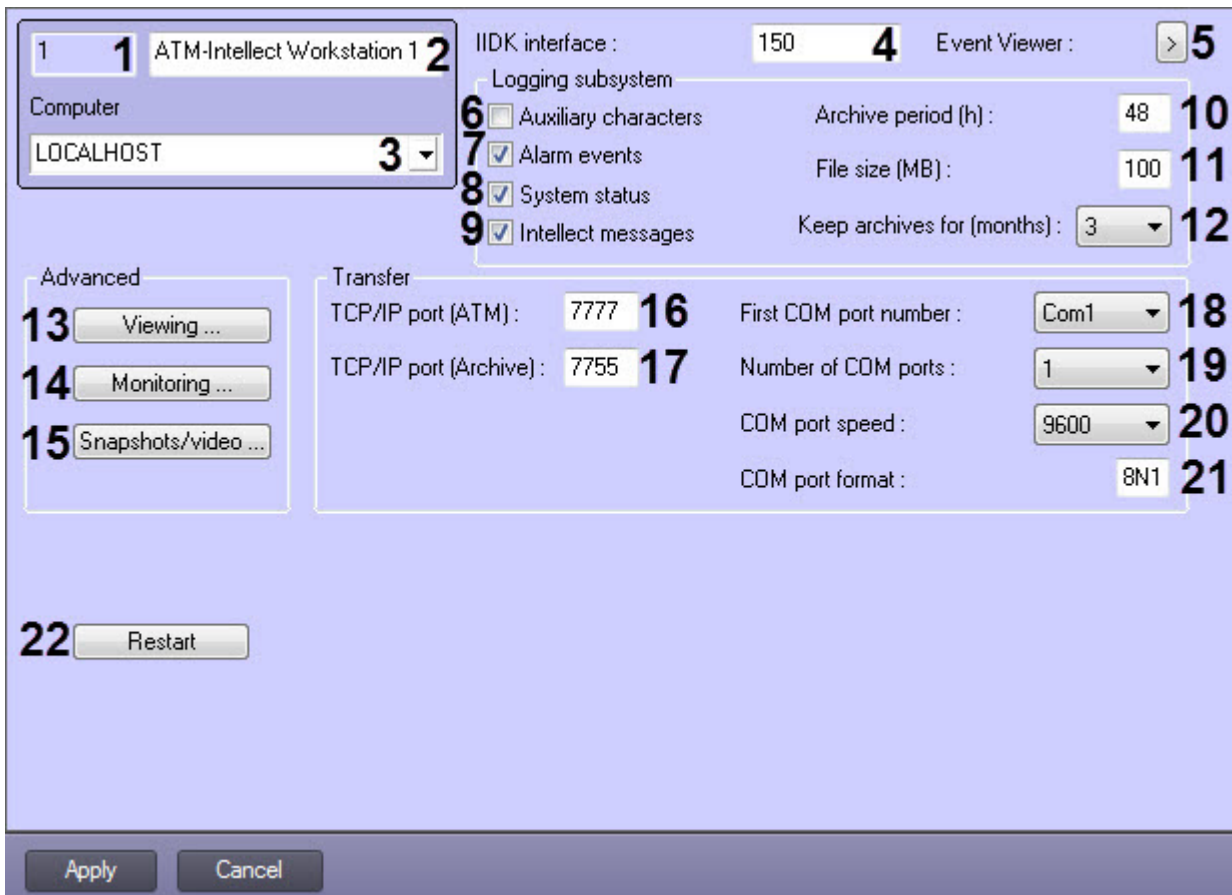 1 1 ATM-Intellect Workstation 1 2 IIDK interface : 150 4 Event Viewer : > 5
Logging subsystem
Computer 6 Auxiliary characters Archive period (h) : 48 10
LOCALHOST 3 7 Alarm events File size (MB) : 100 11
8 System status
9 Intellect messages Keep archives for (months) : 3 12
Advanced Transfer
13 Viewing ... TCP/IP port (ATM) : 7777 16 First COM port number : Com1 18
14 Monitoring ... TCP/IP port (Archive) : 7755 17 Number of COM ports : 1 19
15 Snapshots/video ... COM port speed : 9600 20
COM port format : 8N1 21
22 Restart
Apply Cancel